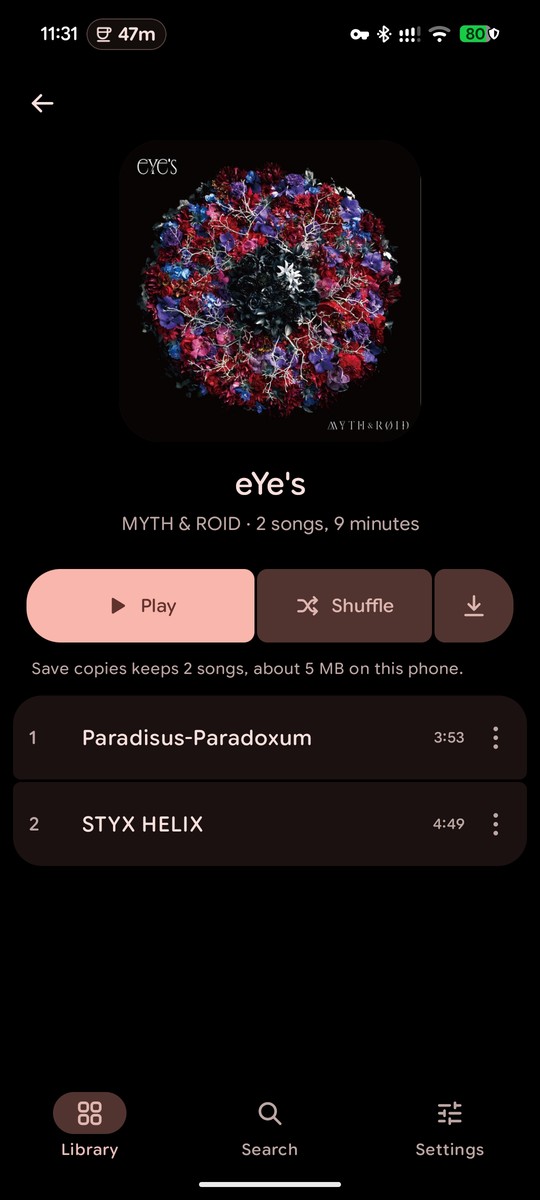 11:31 47m 80
eYe's
MYTH & RØID
eYe's
MYTH & ROID · 2 songs, 9 minutes
Play Shuffle
Save copies keeps 2 songs, about 5 MB on this phone.
1 Paradisus-Paradoxum 3:53
2 STYX HELIX 4:49
Library Search Settings